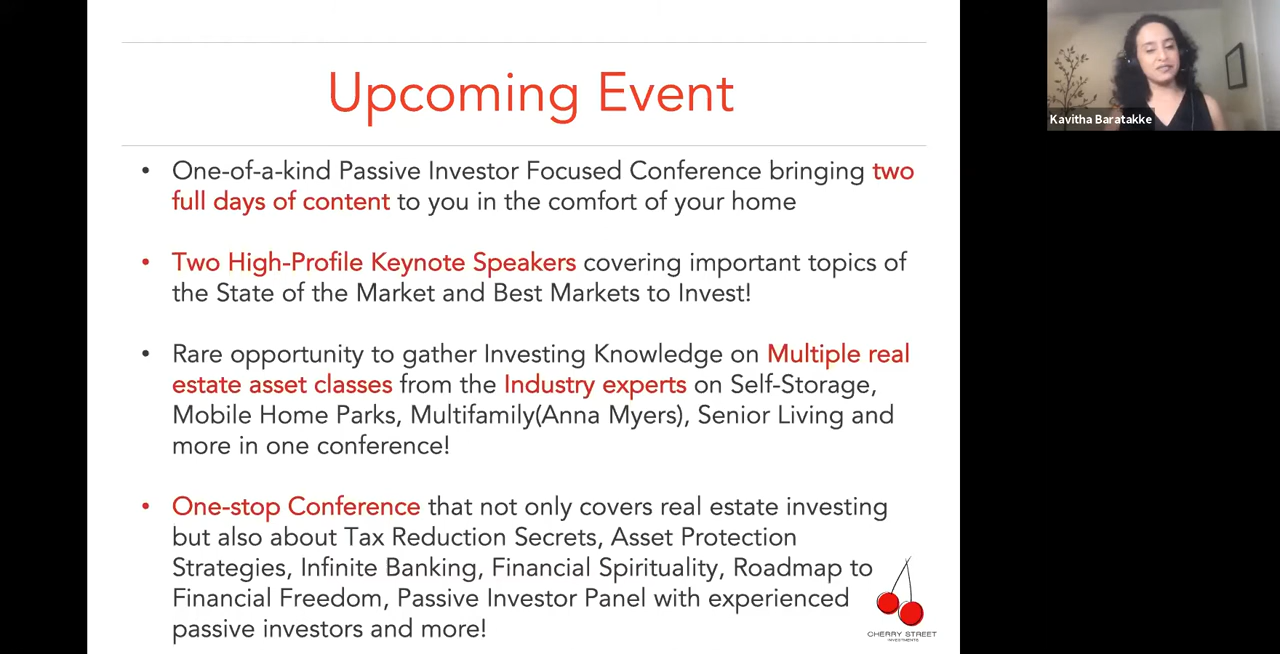 Upcoming Event
Kavitha Baratakke
• One-of-a-kind Passive Investor Focused Conference bringing two
full days of content to you in the comfort of your home
• Two High-Profile Keynote Speakers covering important topics of
the State of the Market and Best Markets to Invest!
• Rare opportunity to gather Investing Knowledge on Multiple real
estate asset classes from the Industry experts on Self-Storage,
Mobile Home Parks, Multifamily(Anna Myers), Senior Living and
more in one conference!
• One-stop Conference that not only covers real estate investing
but also about Tax Reduction Secrets, Asset Protection
Strategies, Infinite Banking, Financial Spirituality, Roadmap to
Financial Freedom, Passive Investor Panel with experienced
passive investors and more!
CHERRY STREET
INVESTMENTS